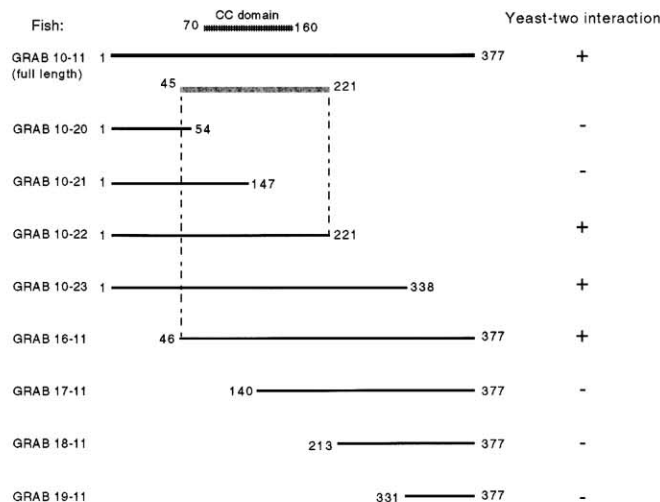 CC domain
Fish: 70 160 Yeast-two interaction
GRAB 10-11 1 377 +
(full length)
45 221
GRAB 10-20 1 54 -
GRAB 10-21 1 147 -
GRAB 10-22 1 221 +
GRAB 10-23 1 338 +
GRAB 16-11 46 377 +
GRAB 17-11 140 377 -
GRAB 18-11 213 377 -
GRAB 19-11 331 377 -